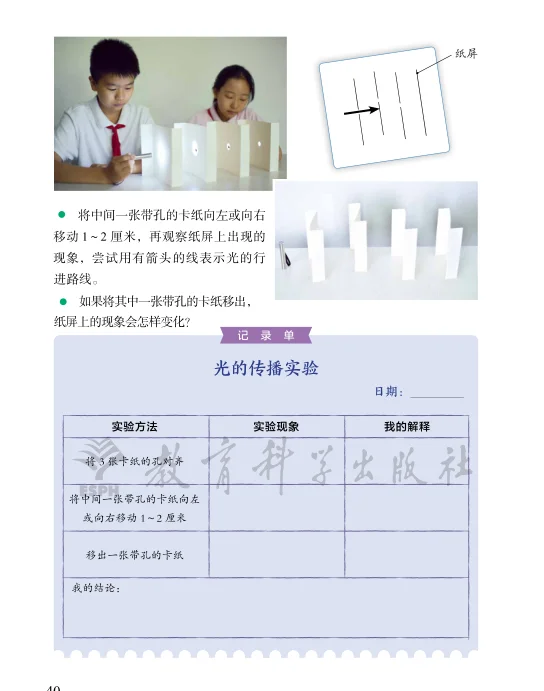 纸屏
● 将中间一张带孔的卡纸向左或向右
移动 1～2 厘米，再观察纸屏上出现的
现象，尝试用有箭头的线表示光的行
进路线。
● 如果将其中一张带孔的卡纸移出，
纸屏上的现象会怎样变化?
记 录 单
光的传播实验
日期：________
实验方法 实验现象 我的解释
将 3 张卡纸的孔对齐
将中间一张带孔的卡纸向左
或向右移动 1～2 厘米
移出一张带孔的卡纸
我的结论：
ESPH 教育科学出版社
40